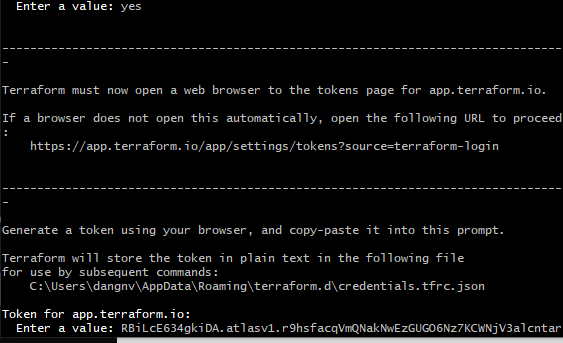 Enter a value: yes
---------------------------------------------------------------------------------
-
Terraform must now open a web browser to the tokens page for app.terraform.io.
If a browser does not open this automatically, open the following URL to proceed
:
https://app.terraform.io/app/settings/tokens?source=terraform-login
---------------------------------------------------------------------------------
-
Generate a token using your browser, and copy-paste it into this prompt.
Terraform will store the token in plain text in the following file
for use by subsequent commands:
C:\Users\dangnv\AppData\Roaming\terraform.d\credentials.tfrc.json
Token for app.terraform.io:
Enter a value: RBiLcE634gkiDA.atlasv1.r9hsfacqVmQNakNwEzGUGO6Nz7KCWNjV3alcntar